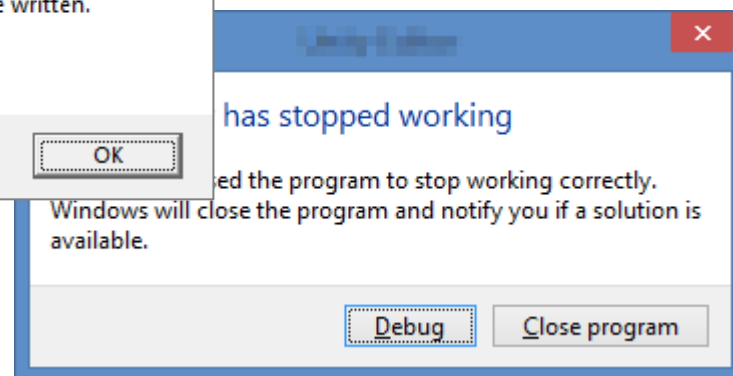 e written.
OK
has stopped working
sed the program to stop working correctly.
Windows will close the program and notify you if a solution is
available.
Debug
Close program